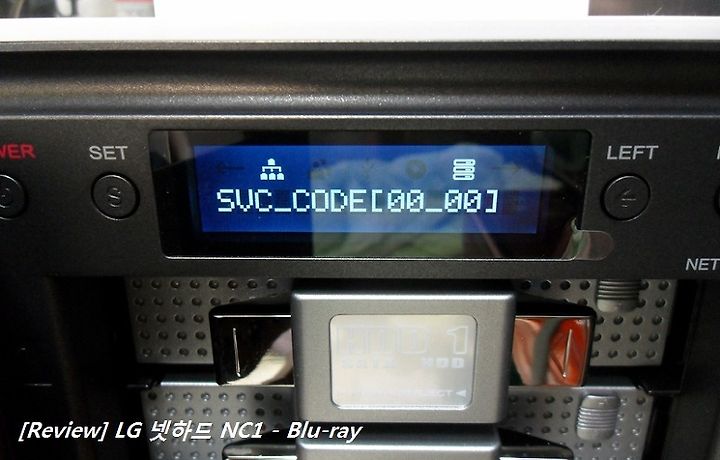 WER
SET
LEFT
SVC_CODE[00_00]
NET
HDD 1
[Review] LG 넷하드 NC1 - Blu-ray